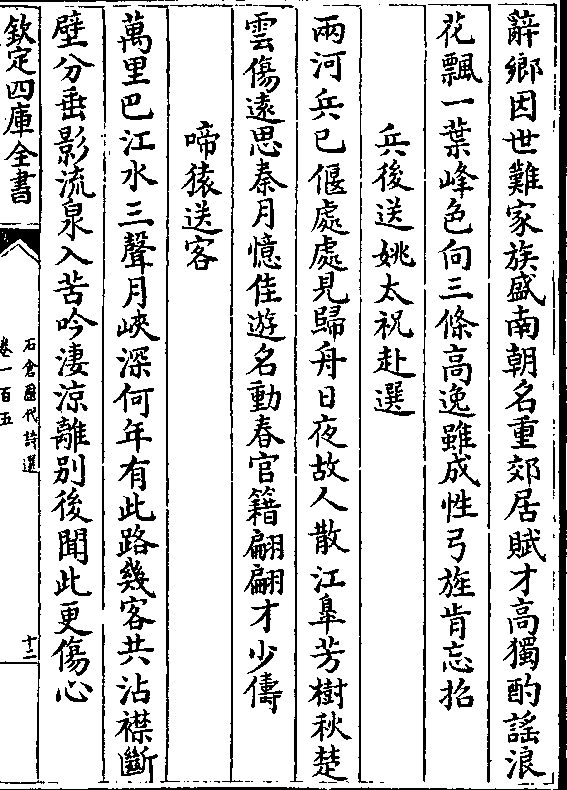 辭鄉因世難家族盛南朝名重郊居賦才高獨酌謡浪
花飄一葉峰色向三條高逸雖成性弓旌肯忘招
兵後送姚太祝赴選
兩河兵已偃處處見歸舟日夜故人散江臯芳樹秋楚
雲傷遠思秦月憶佳遊名動春官籍翩翩才少儔
啼猿送客
萬里巴江水三聲月峽深何年有此路幾客共沾襟斷
壁分垂影流泉入苦吟淒涼離别後聞此更傷心
欽定四庫全書
石倉歷代詩選
卷一百五
十二